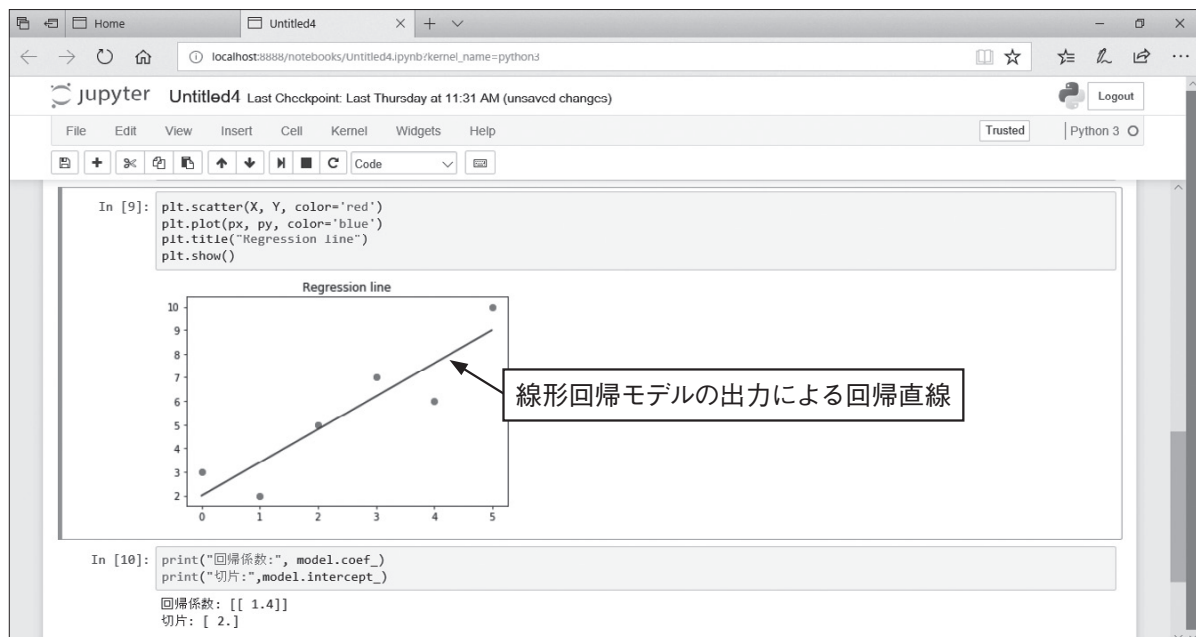 Home
Untitled4
localhost:8888/notebooks/Untitled4.ipynb?kernel_name=python3
jupyter Untitled4 Last Checkpoint: Last Thursday at 11:31 AM (unsaved changes)
Logout
File Edit View Insert Cell Kernel Widgets Help
Trusted
Python 3
Code
In [9]: plt.scatter(X, Y, color='red')
plt.plot(px, py, color='blue')
plt.title("Regression line")
plt.show()
Regression line
10
9
8
7
6
5
4
3
2
0 1 2 3 4 5
線形回帰モデルの出力による回帰直線
In [10]: print("回帰係数:", model.coef_)
print("切片:",model.intercept_)
回帰係数: [[ 1.4]]
切片: [ 2.]